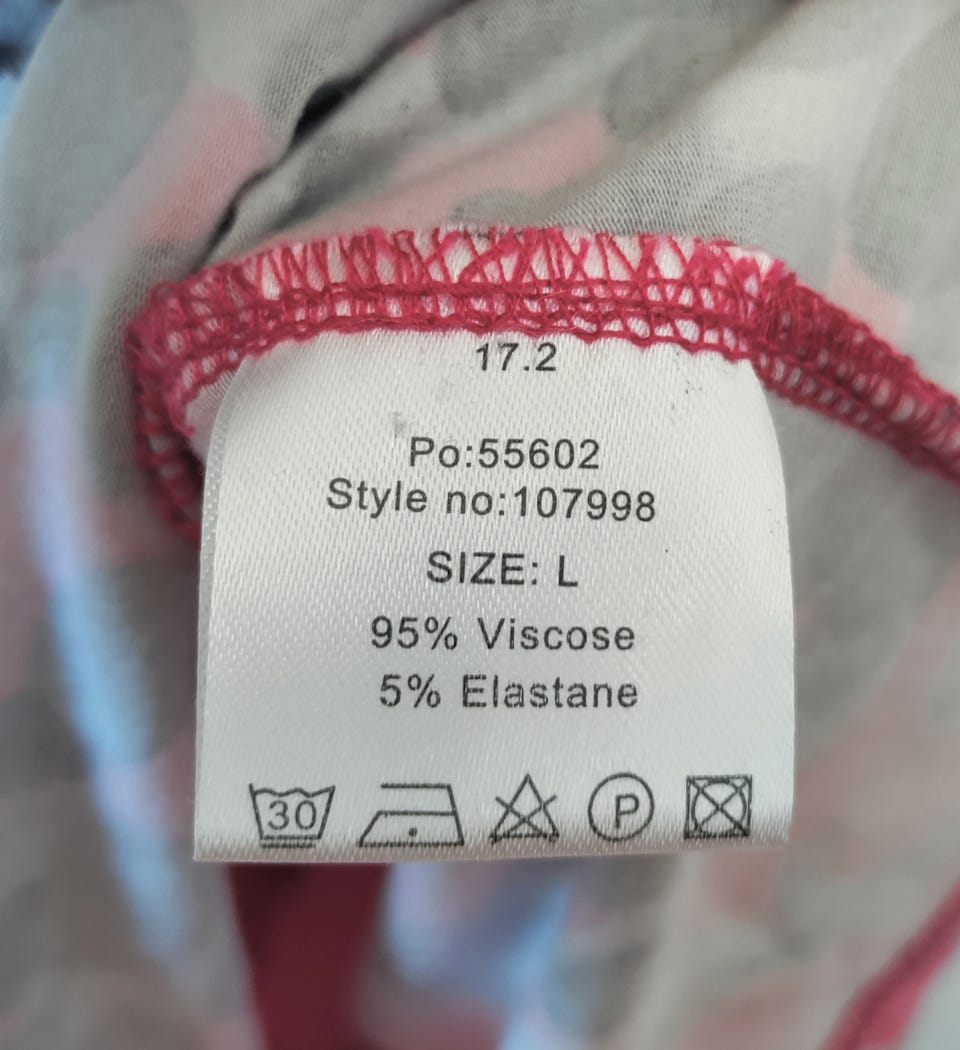 17.2
Po:55602
Style no:107998
SIZE: L
95% Viscose
5% Elastane
30 P